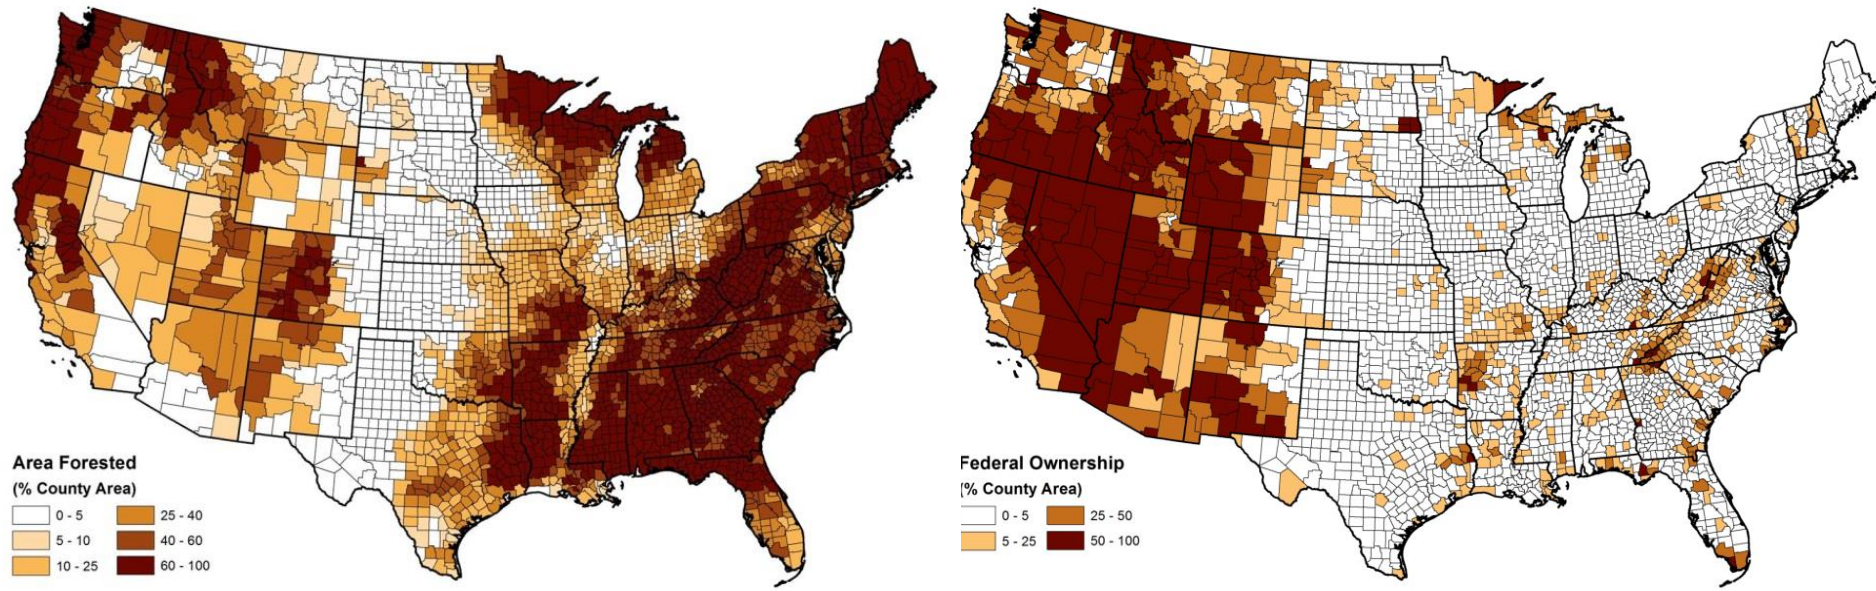 Area Forested
(% County Area)
0 - 5
25 - 40
5 - 10
40 - 60
10 - 25
60 - 100
Federal Ownership
(% County Area)
0 - 5
25 - 50
5 - 25
50 - 100